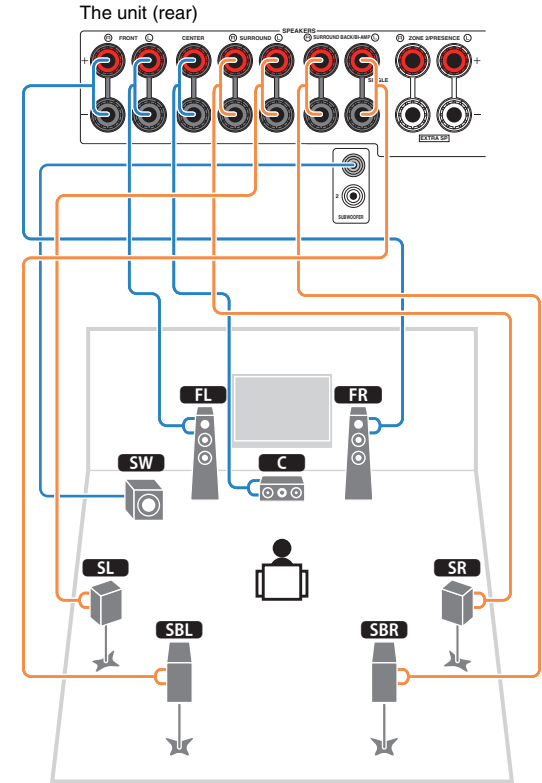 The unit (rear)
SPEAKERS
R FRONT L CENTER R SURROUND L R SURROUND BACK/BI-AMP L R ZONE 2/PRESENCE L
+ +
SINGLE
– –
EXTRA SP
2
SUBWOOFER
FL FR
SW C
SL SR
SBL SBR